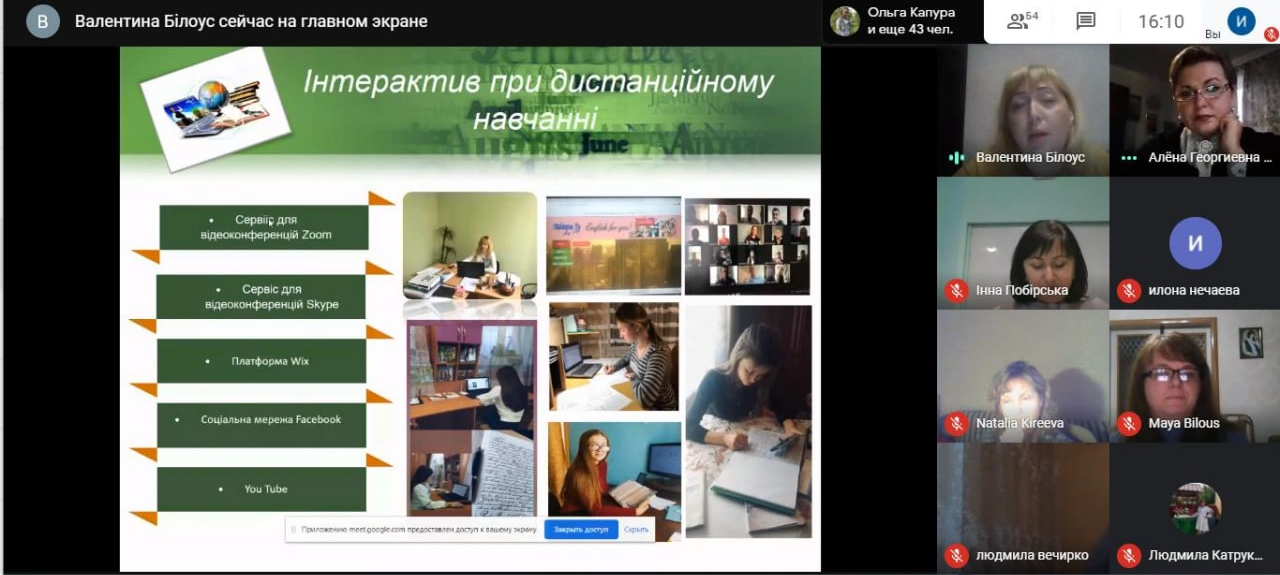 В
Валентина Білоус сейчас на главном экране
Ольга Капура
и еще 43 чел.
54
16:10
Вы
И
Інтерактив при дистанційному
навчанні
june
• Сервіс для
відеоконференцій Zoom
• Сервіс для
відеоконференцій Skype
• Платформа Wix
• Соціальна мережа Facebook
• You Tube
English for you!
Приложению meet.google.com предоставлен доступ к вашему экрану.
Закрыть доступ
Скрыть
Валентина Білоус
Алёна Георгиевна ...
Інна Побірська
И
илона нечаева
Natalia Kireeva
Maya Bilous
людмила вечирко
Людмила Катрук...